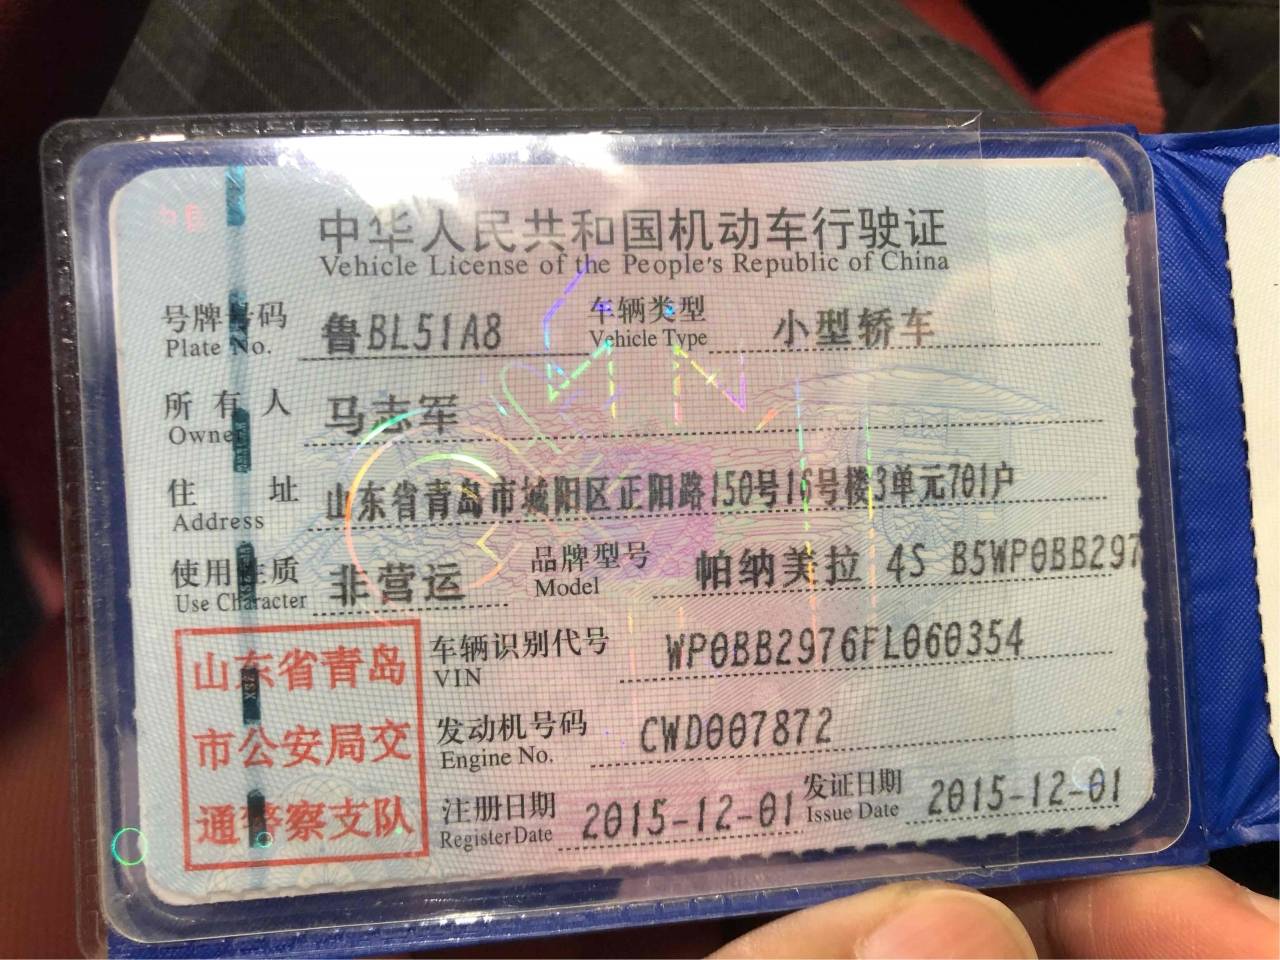 中华人民共和国机动车行驶证
Vehicle License of the People's Republic of China
号牌号码 鲁BL51A8 车辆类型 小型轿车
Plate No. Vehicle Type
所有人 马志军
Owner
住址 山东省青岛市城阳区正阳路150号16号楼3单元701户
Address
使用性质 非营运 品牌型号 帕纳美拉 4S B5WP0BB297
Use Character Model
山东省青岛
市公安局交
通警察支队
车辆识别代号 WP0BB2976FL060354
VIN
发动机号码 CWD007872
Engine No.
注册日期 2015-12-01 发证日期 2015-12-01
Register Date Issue Date